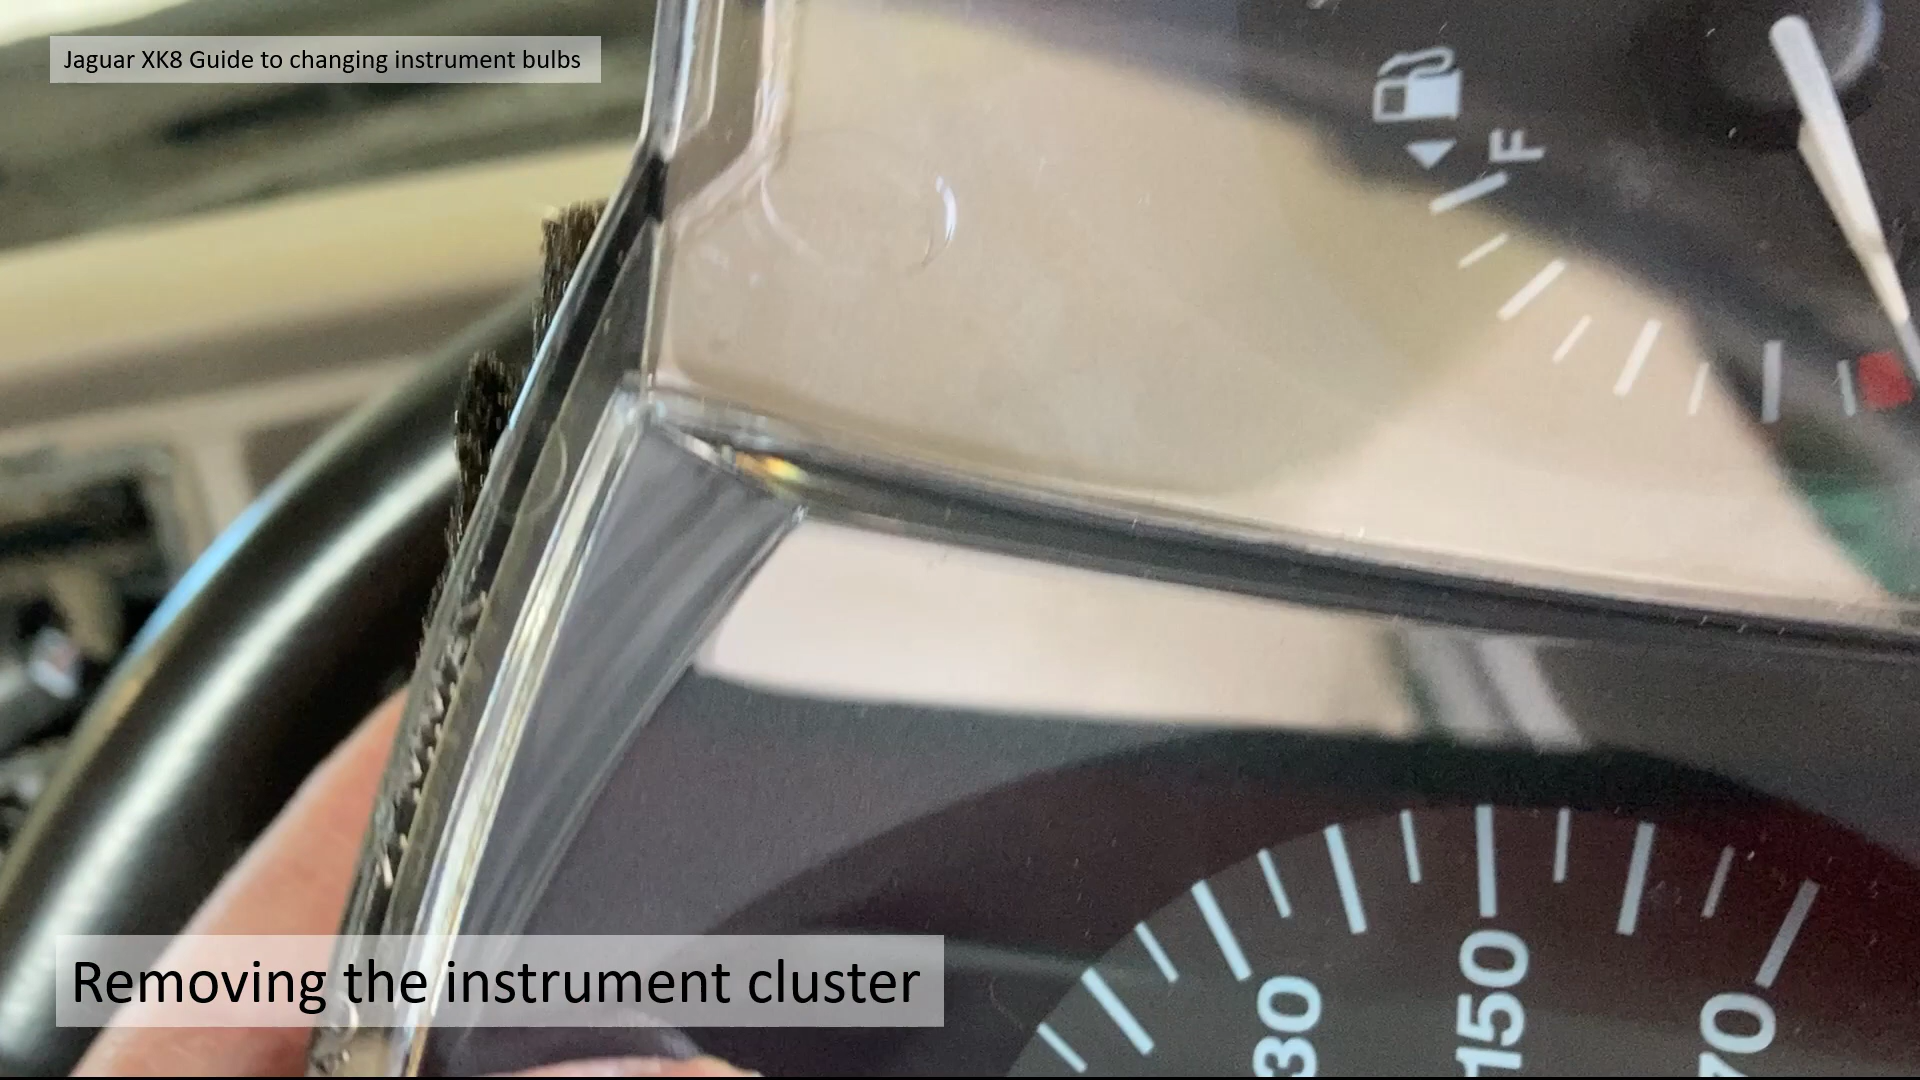 Jaguar XK8 Guide to changing instrument bulbs
F
Removing the instrument cluster
150